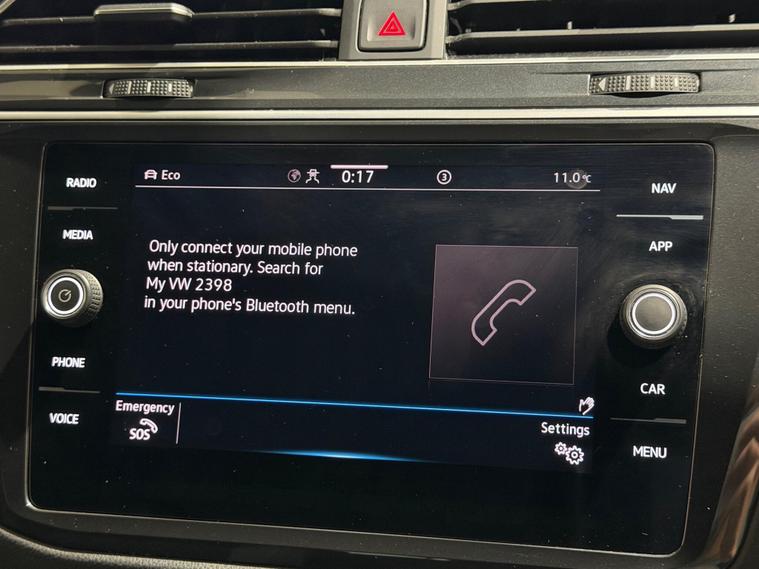 RADIO
MEDIA
PHONE
VOICE
Eco
0:17
3
11.0 °C
Only connect your mobile phone
when stationary. Search for
My VW 2398
in your phone's Bluetooth menu.
Emergency
SOS
Settings
NAV
APP
CAR
MENU